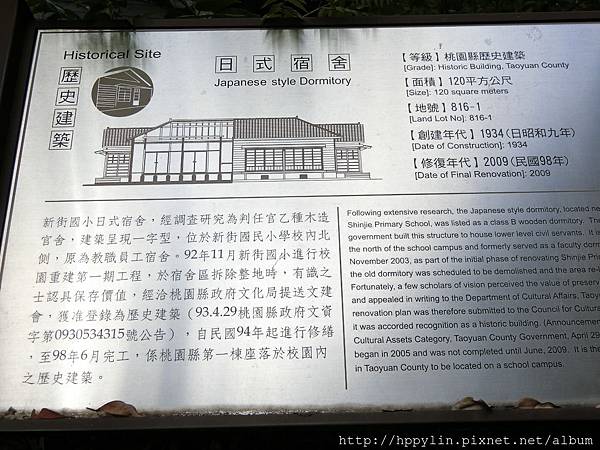 Historical Site
歷史建築
日式宿舍
Japanese style Dormitory
【等級】桃園縣歷史建築
[Grade]: Historic Building, Taoyuan County
【面積】120平方公尺
[Size]: 120 square meters
【地號】816-1
[Land Lot No]: 816-1
【創建年代】1934(日昭和九年)
[Date of Construction]: 1934
【修復年代】2009(民國98年)
[Date of Final Renovation]: 2009
新街國小日式宿舍，經調查研究為判任官乙種木造
官舍，建築呈現一字型，位於新街國民小學校內北
側，原為教職員工宿舍。92年11月新街國小進行校
園重建第一期工程，於宿舍區拆除整地時，有識之
士認具保存價值，經洽桃園縣政府文化局提送文建
會，獲准登錄為歷史建築（93.4.29桃園縣政府文資
字第0930534315號公告），自民國94年起進行修繕
，至98年6月完工，係桃園縣第一棟座落於校園內
之歷史建築。
Following extensive research, the Japanese style dormitory, located ne
Shinjie Primary School, was listed as a class B wooden dormitory. The
government built this structure to house lower level civil servants. It is
the north of the school campus and formerly served as a faculty dorm
November 2003, as part of the initial phase of renovating Shinjie Prim
the old dormitory was scheduled to be demolished and the area re-l
Fortunately, a few scholars of vision perceived the value of preserv
and appealed in writing to the Department of Cultural Affairs, Taoy
renovation plan was therefore submitted to the Council for Cultura
it was accorded recognition as a historic building. (Announcemen
Cultural Assets Category, Taoyuan County Government, April 29
began in 2005 and was not completed until June, 2009. It is the
in Taoyuan County to be located on a school campus.
http://hppylin.pixnet.net/album